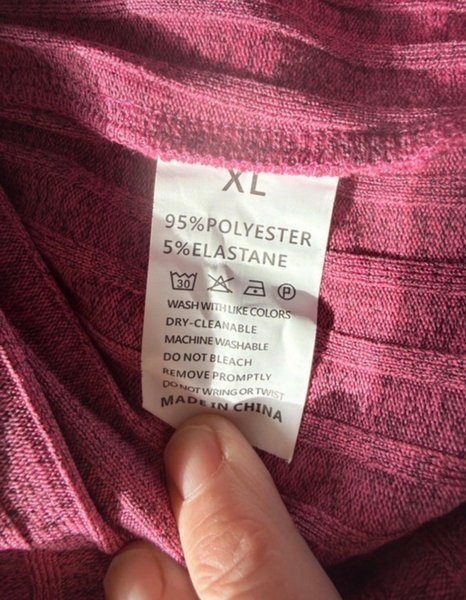 XL
95%POLYESTER
5%ELASTANE
30 P
WASH WITH LIKE COLORS
DRY-CLEANABLE
MACHINE WASHABLE
DO NOT BLEACH
REMOVE PROMPTLY
DO NOT WRING OR TWIST
MADE IN CHINA